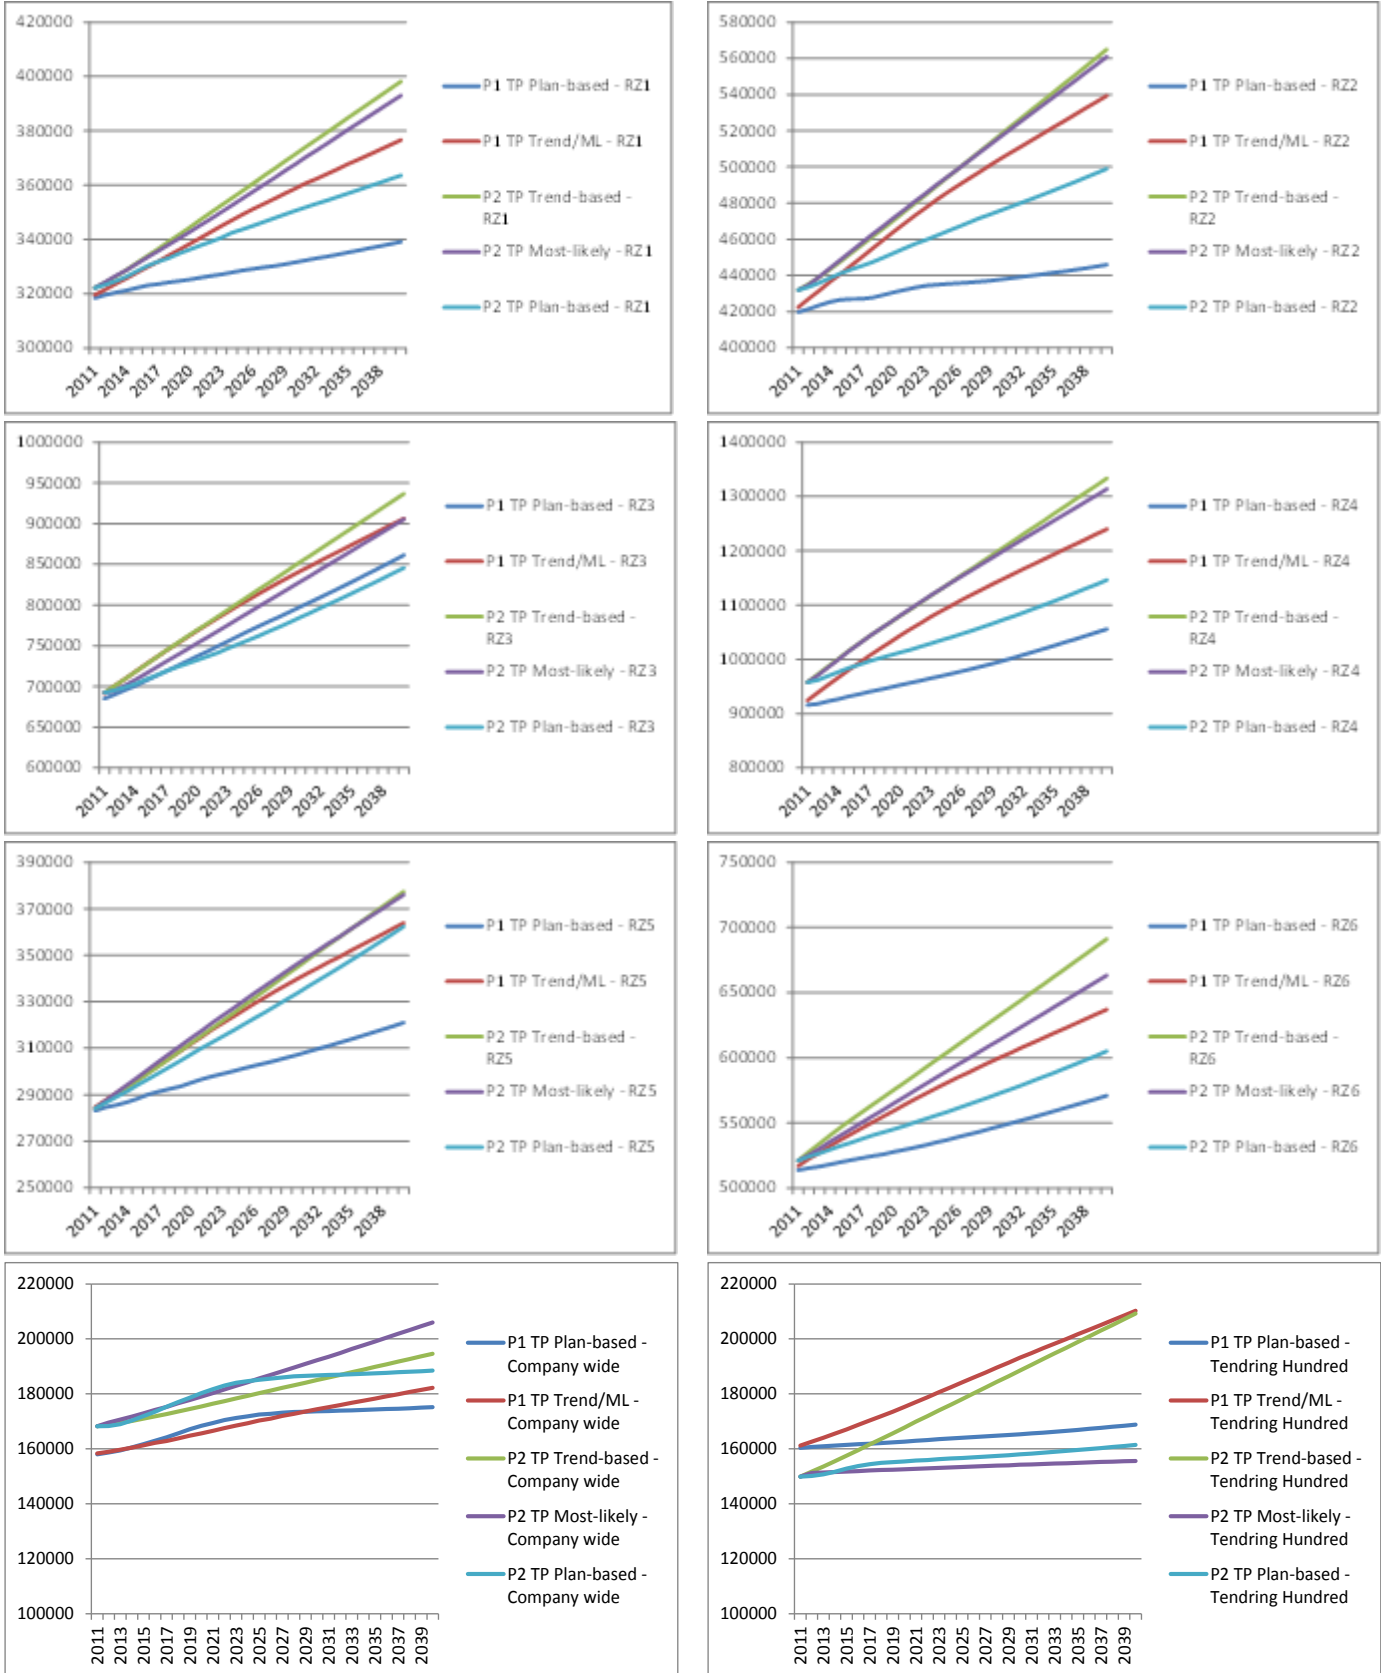 420000
400000
380000
360000
340000
320000
300000
2011
2014
2017
2020
2023
2026
2029
2032
2035
2038
P1 TP Plan-based - RZ1
P1 TP Trend/ML - RZ1
P2 TP Trend-based -
RZ1
P2 TP Most-likely - RZ1
P2 TP Plan-based - RZ1
580000
560000
540000
520000
500000
480000
460000
440000
420000
400000
2011
2014
2017
2020
2023
2026
2029
2032
2035
2038
P1 TP Plan-based - RZ2
P1 TP Trend/ML - RZ2
P2 TP Trend-based -
RZ2
P2 TP Most-likely - RZ2
P2 TP Plan-based - RZ2
1000000
950000
900000
850000
800000
750000
700000
650000
600000
2011
2014
2017
2020
2023
2026
2029
2032
2035
2038
P1 TP Plan-based - RZ3
P1 TP Trend/ML - RZ3
P2 TP Trend-based -
RZ3
P2 TP Most-likely - RZ3
P2 TP Plan-based - RZ3
1400000
1300000
1200000
1100000
1000000
900000
800000
2011
2014
2017
2020
2023
2026
2029
2032
2035
2038
P1 TP Plan-based - RZ4
P1 TP Trend/ML - RZ4
P2 TP Trend-based -
RZ4
P2 TP Most-likely - RZ4
P2 TP Plan-based - RZ4
390000
370000
350000
330000
310000
290000
270000
250000
2011
2014
2017
2020
2023
2026
2029
2032
2035
2038
P1 TP Plan-based - RZ5
P1 TP Trend/ML - RZ5
P2 TP Trend-based -
RZ5
P2 TP Most-likely - RZ5
P2 TP Plan-based - RZ5
750000
700000
650000
600000
550000
500000
2011
2014
2017
2020
2023
2026
2029
2032
2035
2038
P1 TP Plan-based - RZ6
P1 TP Trend/ML - RZ6
P2 TP Trend-based -
RZ6
P2 TP Most-likely - RZ6
P2 TP Plan-based - RZ6
220000
200000
180000
160000
140000
120000
100000
2011
2013
2015
2017
2019
2021
2023
2025
2027
2029
2031
2033
2035
2037
2039
P1 TP Plan-based -
Company wide
P1 TP Trend/ML -
Company wide
P2 TP Trend-based -
Company wide
P2 TP Most-likely -
Company wide
P2 TP Plan-based -
Company wide
220000
200000
180000
160000
140000
120000
100000
2011
2013
2015
2017
2019
2021
2023
2025
2027
2029
2031
2033
2035
2037
2039
P1 TP Plan-based -
Tendring Hundred
P1 TP Trend/ML -
Tendring Hundred
P2 TP Trend-based -
Tendring Hundred
P2 TP Most-likely -
Tendring Hundred
P2 TP Plan-based -
Tendring Hundred